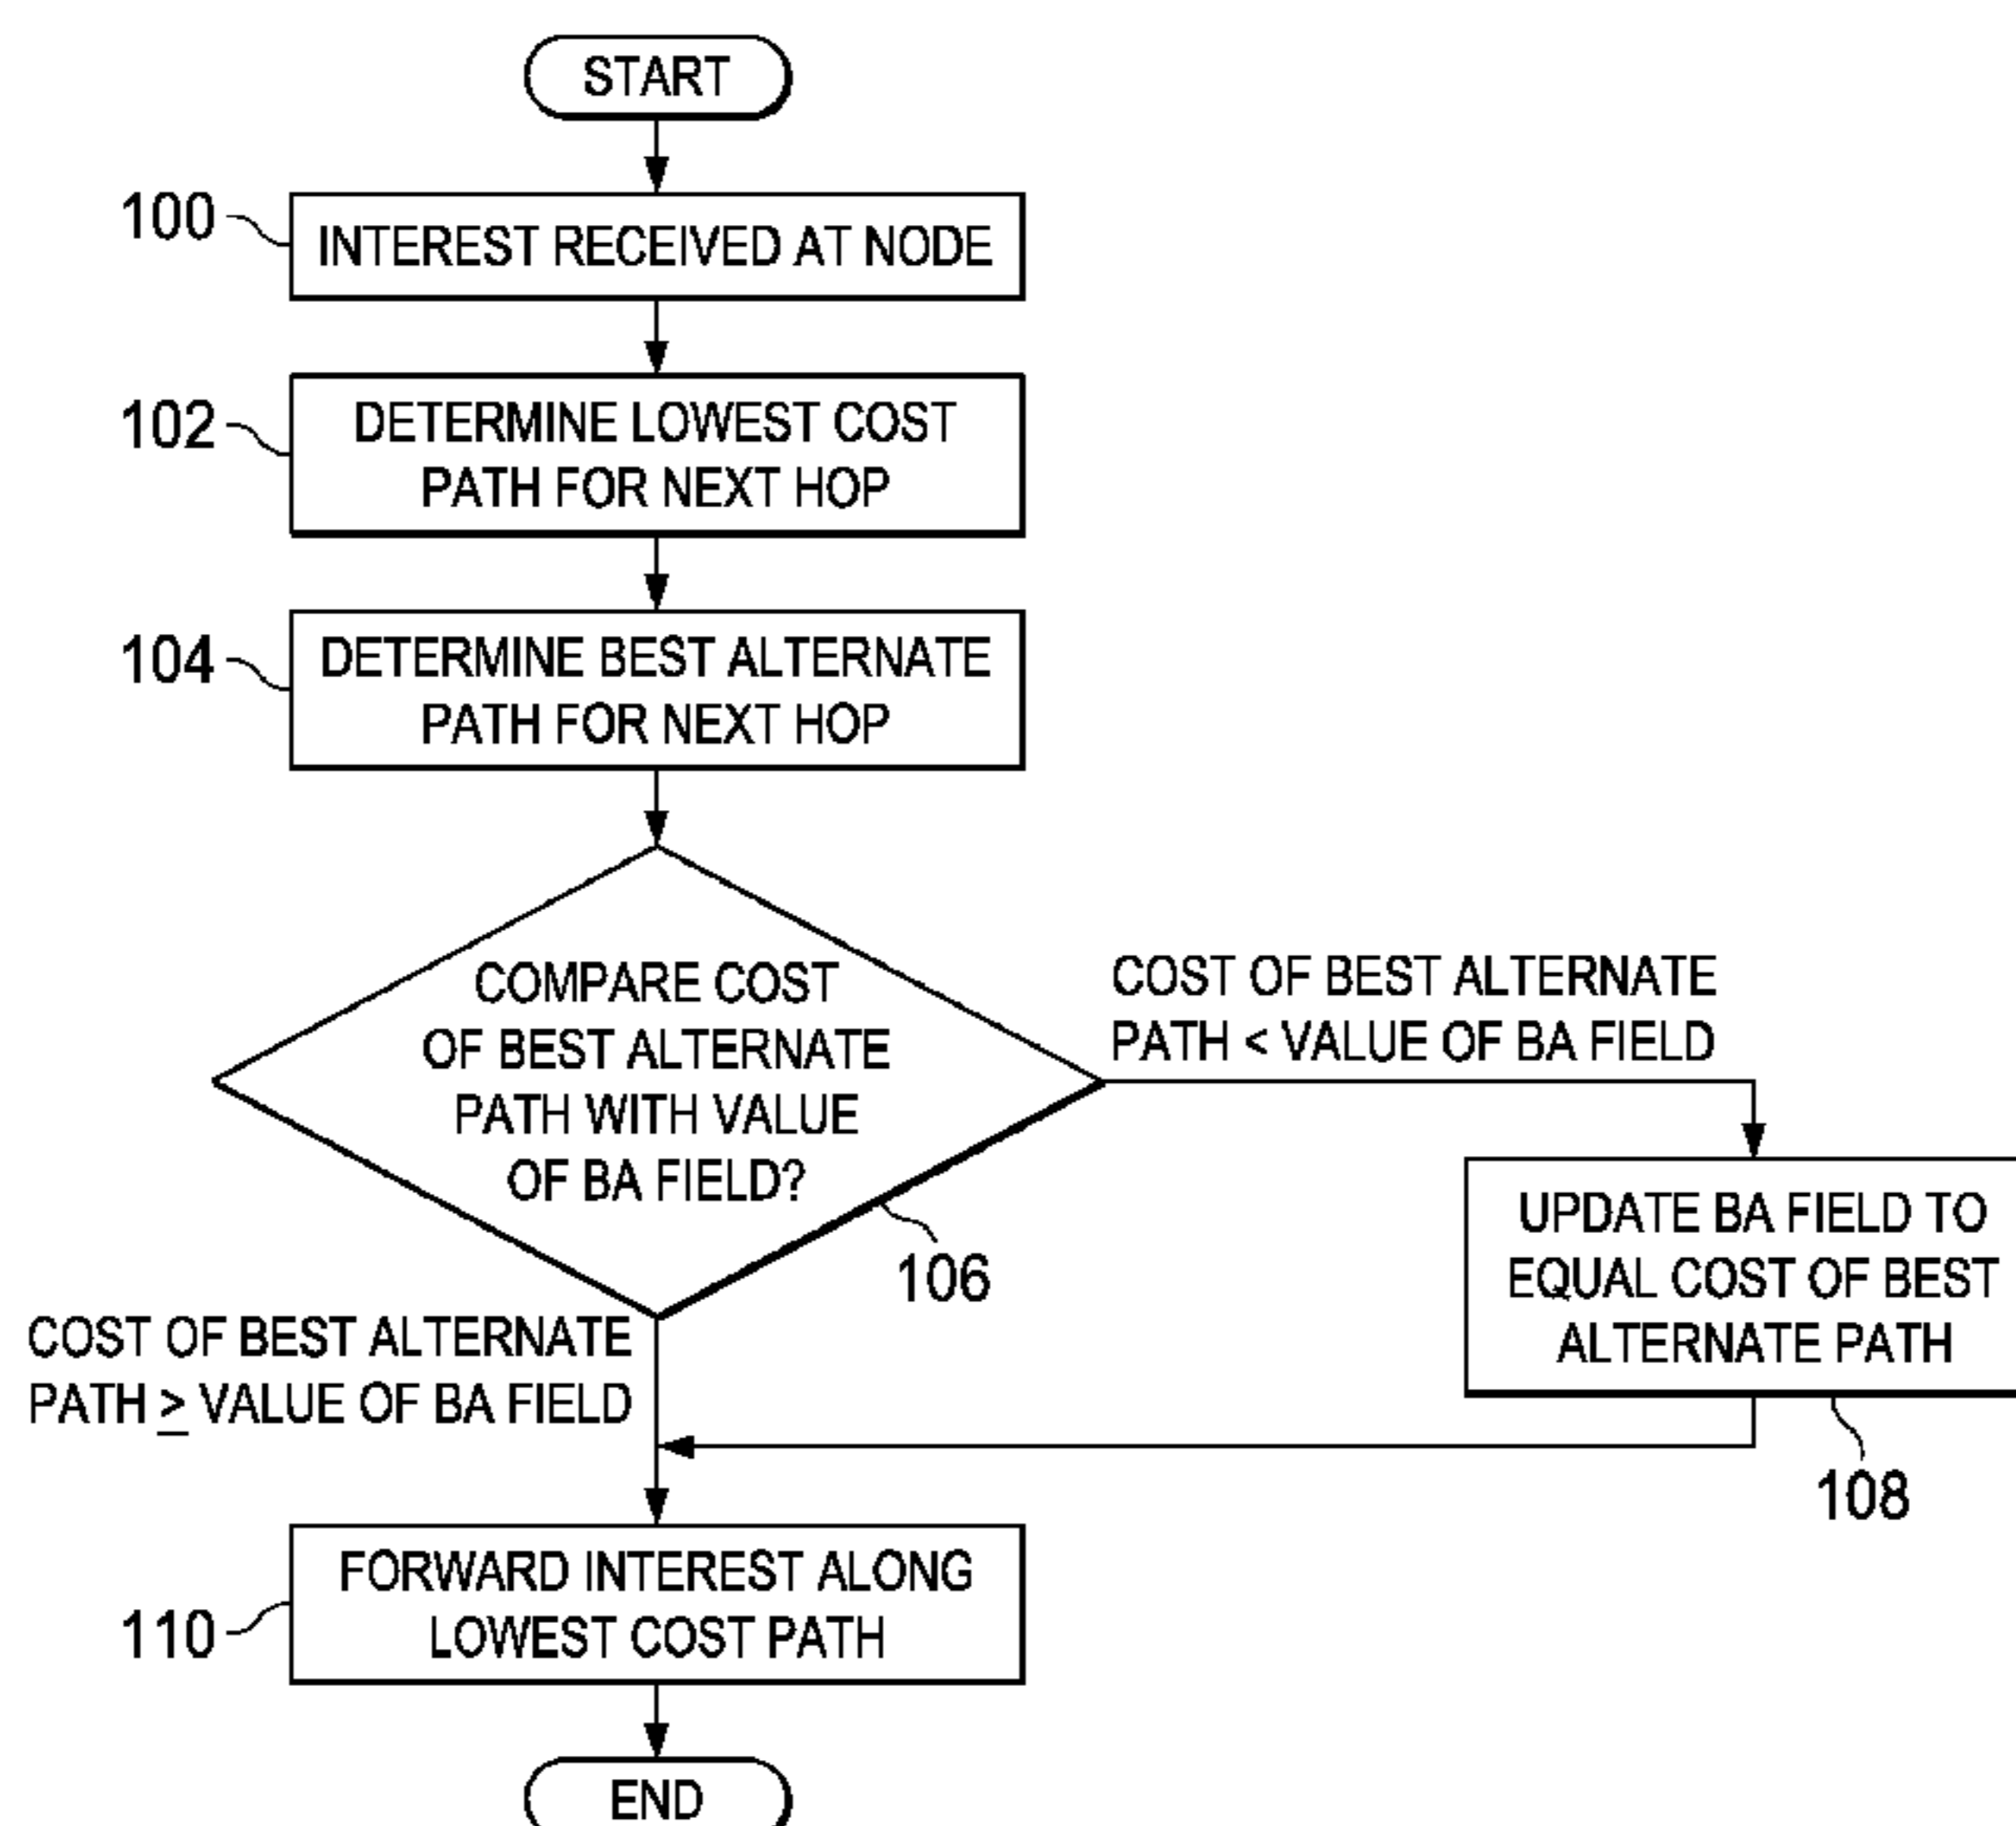 START
100
INTEREST RECEIVED AT NODE
102
DETERMINE LOWEST COST
PATH FOR NEXT HOP
104
DETERMINE BEST ALTERNATE
PATH FOR NEXT HOP
COMPARE COST
OF BEST ALTERNATE
PATH WITH VALUE
OF BA FIELD?
106
COST OF BEST ALTERNATE
PATH < VALUE OF BA FIELD
UPDATE BA FIELD TO
EQUAL COST OF BEST
ALTERNATE PATH
108
COST OF BEST ALTERNATE
PATH ≥ VALUE OF BA FIELD
110
FORWARD INTEREST ALONG
LOWEST COST PATH
END